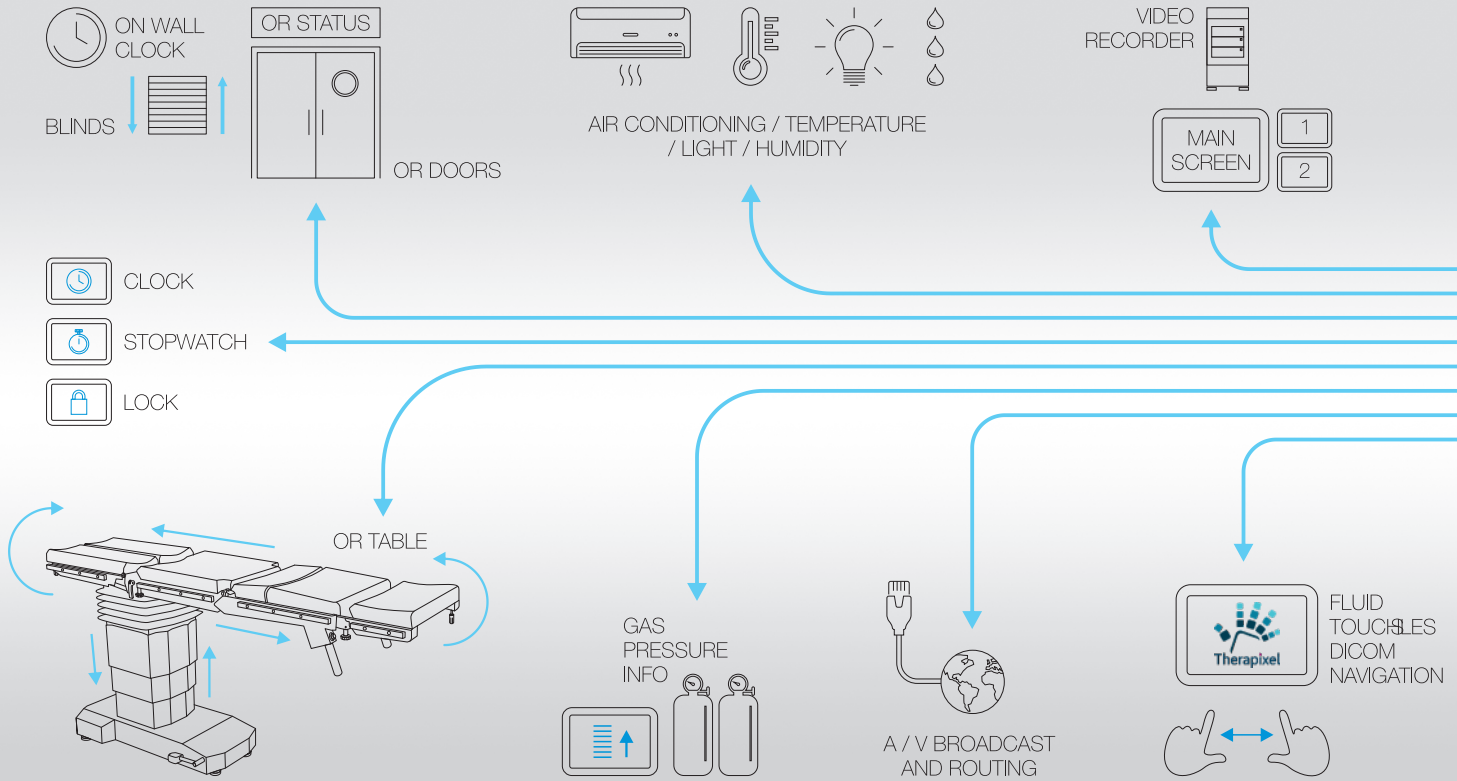 ON WALL
CLOCK
OR STATUS
BLINDS
OR DOORS
AIR CONDITIONING / TEMPERATURE
/ LIGHT / HUMIDITY
VIDEO
RECORDER
MAIN
SCREEN
1
2
CLOCK
STOPWATCH
LOCK
OR TABLE
GAS
PRESSURE
INFO
A / V BROADCAST
AND ROUTING
Therapixel
FLUID
DICOM
NAVIGATION